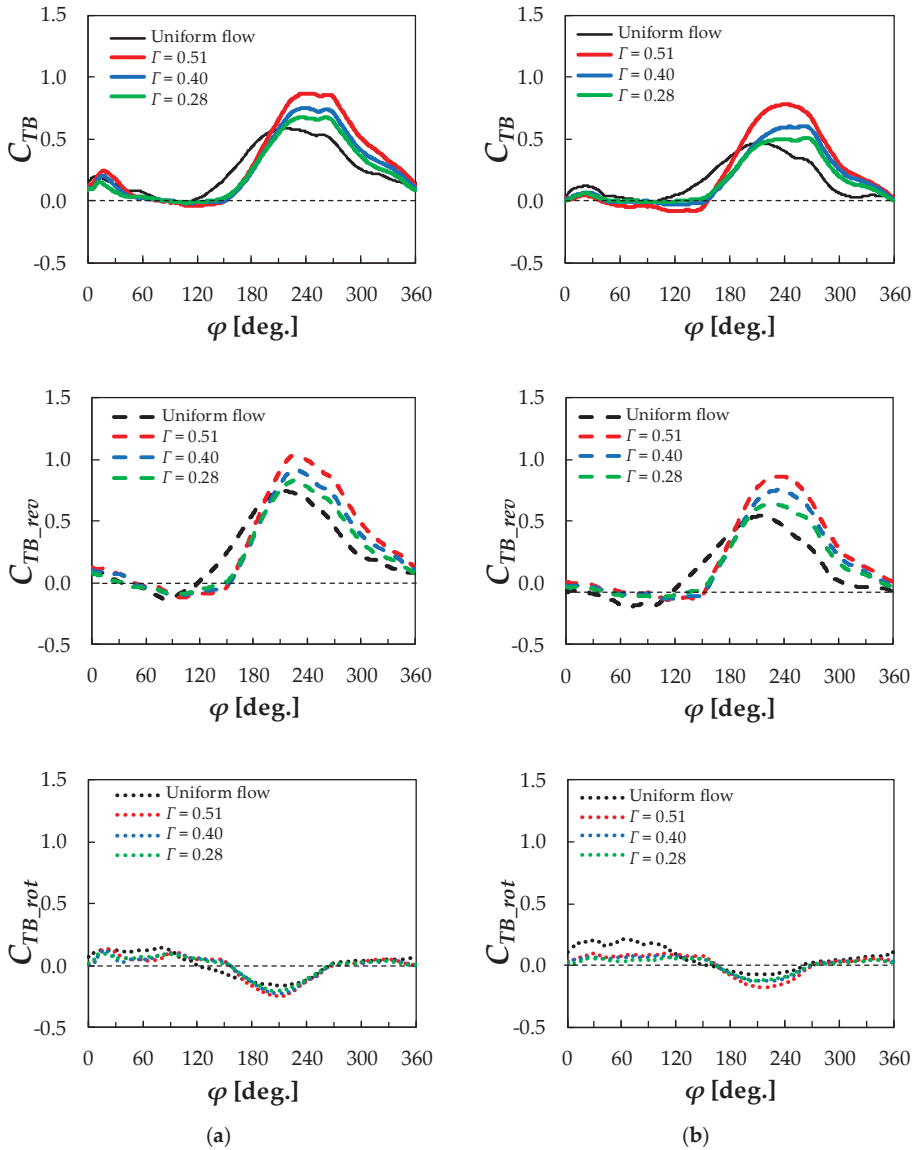 C_TB
1.5
1.0
0.5
0.0
-0.5
Uniform flow
Γ = 0.51
Γ = 0.40
Γ = 0.28
0 60 120 180 240 300 360
φ [deg.]
C_TB
1.5
1.0
0.5
0.0
-0.5
Uniform flow
Γ = 0.51
Γ = 0.40
Γ = 0.28
0 60 120 180 240 300 360
φ [deg.]
C_TB_rev
1.5
1.0
0.5
0.0
-0.5
Uniform flow
Γ = 0.51
Γ = 0.40
Γ = 0.28
0 60 120 180 240 300 360
φ [deg.]
C_TB_rev
1.5
1.0
0.5
0.0
-0.5
Uniform flow
Γ = 0.51
Γ = 0.40
Γ = 0.28
0 60 120 180 240 300 360
φ [deg.]
C_TB_rot
1.5
1.0
0.5
0.0
-0.5
Uniform flow
Γ = 0.51
Γ = 0.40
Γ = 0.28
0 60 120 180 240 300 360
φ [deg.]
(a)
C_TB_rot
1.5
1.0
0.5
0.0
-0.5
Uniform flow
Γ = 0.51
Γ = 0.40
Γ = 0.28
0 60 120 180 240 300 360
φ [deg.]
(b)